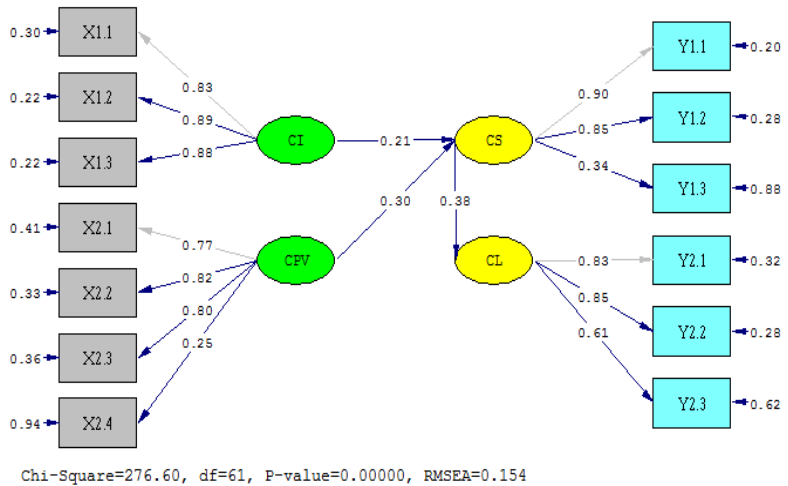 0.30 X1.1 0.83
0.22 X1.2 0.89
0.22 X1.3 0.88
0.41 X2.1 0.77
0.33 X2.2 0.82
0.36 X2.3 0.80
0.94 X2.4 0.25
CI 0.21 CS
CPV 0.30 0.38 CL
0.90 Y1.1 0.20
0.85 Y1.2 0.28
0.34 Y1.3 0.88
0.83 Y2.1 0.32
0.85 Y2.2 0.28
0.61 Y2.3 0.62
Chi-Square=276.60, df=61, P-value=0.00000, RMSEA=0.154